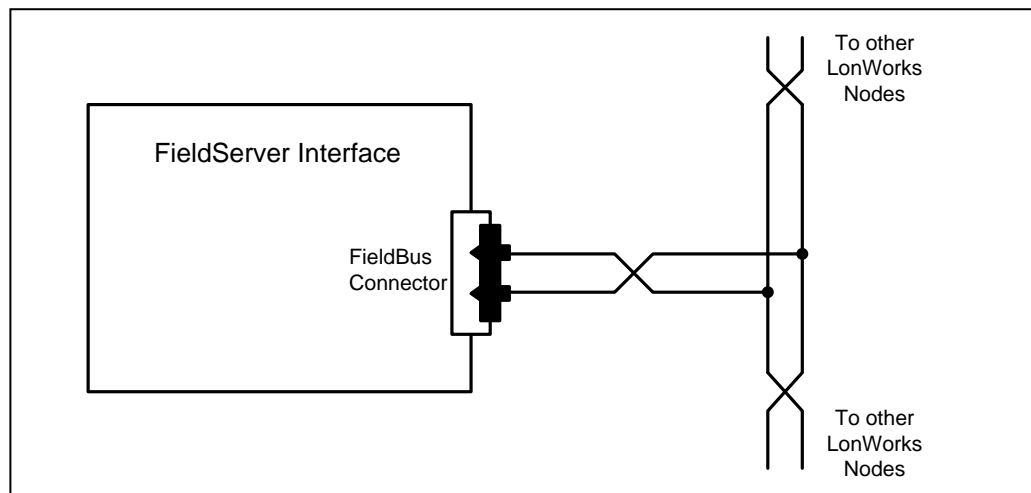 To other
LonWorks
Nodes
FieldServer Interface
FieldBus
Connector
To other
LonWorks
Nodes